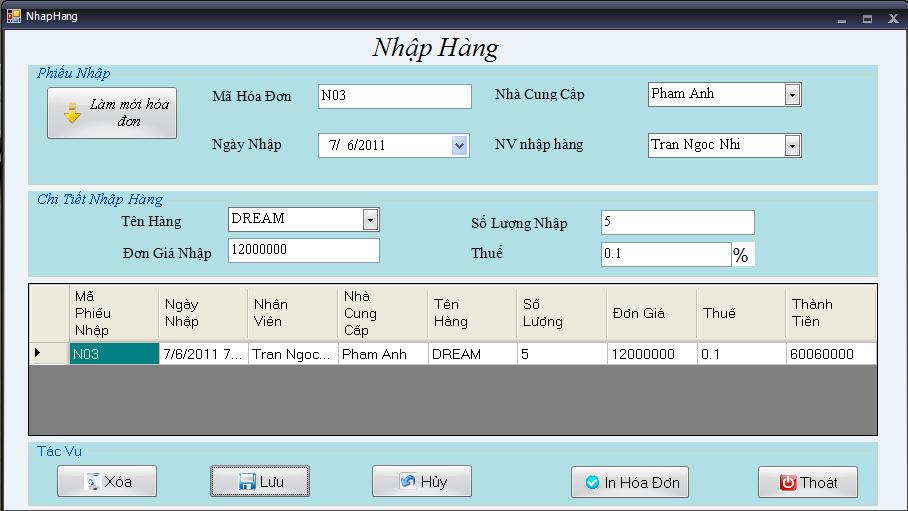 NhapHang
Nhập Hàng
Phiếu Nhập
Làm mới hóa
đơn
Mã Hóa Đơn
N03
Nhà Cung Câp
Pham Anh
Ngày Nhập
7/ 6/2011
NV nhập hàng
Tran Ngoc Nhi
Chi Tiết Nhập Hàng
Tên Hàng
DREAM
Số Lượng Nhập
5
Đơn Giá Nhập
12000000
Thuế
0.1
%
Mã
Phiếu
Nhập
Ngày
Nhập
Nhân
Viên
Nhà
Cung
Cấp
Tên
Hàng
Số
Lượng
Đơn Giá
Thuế
Thành
Tiền
N03
7/6/2011 7...
Tran Ngoc...
Pham Anh
DREAM
5
12000000
0.1
60060000
Tác Vụ
Xóa
Lưu
Hủy
In Hóa Đơn
Thoát